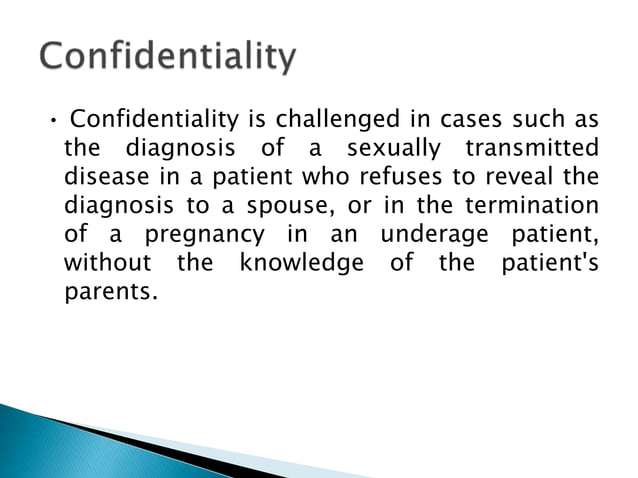 Confidentiality
• Confidentiality is challenged in cases such as
the diagnosis of a sexually transmitted
disease in a patient who refuses to reveal the
diagnosis to a spouse, or in the termination
of a pregnancy in an underage patient,
without the knowledge of the patient's
parents.